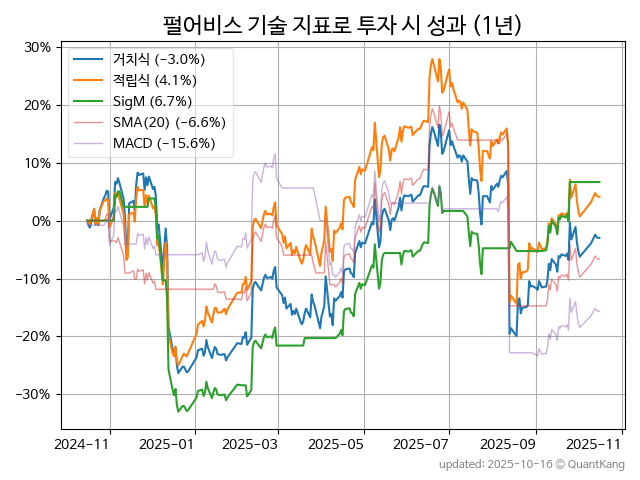 펄어비스 기술 지표로 투자 시 성과 (1년)
30%
20%
10%
0%
−10%
−20%
−30%
거치식 (−3.0%)
적립식 (4.1%)
SigM (6.7%)
SMA(20) (−6.6%)
MACD (−15.6%)
2024-11
2025-01
2025-03
2025-05
2025-07
2025-09
2025-11
updated: 2025-10-16 © QuantKang